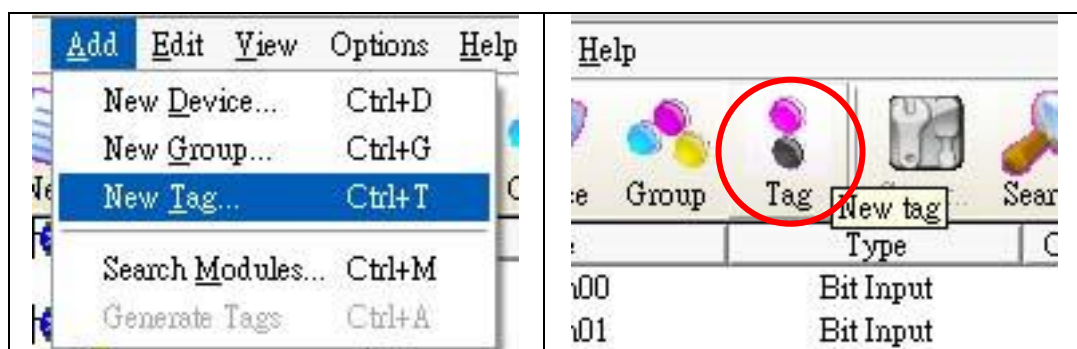 Add Edit View Options Help
New Device... Ctrl+D
New Group... Ctrl+G
New Tag... Ctrl+T
Search Modules... Ctrl+M
Generate Tags Ctrl+A
Help
Group Tag
New tag
Type
Bit Input
Bit Input